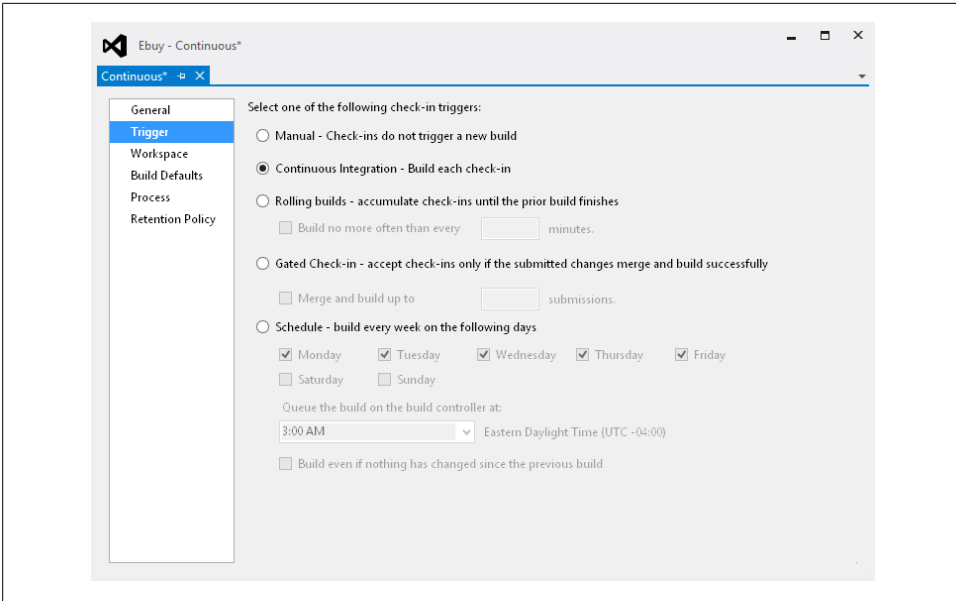 Ebuy - Continuous*
Continuous*
General
Trigger
Workspace
Build Defaults
Process
Retention Policy
Select one of the following check-in triggers:
Manual - Check-ins do not trigger a new build
Continuous Integration - Build each check-in
Rolling builds - accumulate check-ins until the prior build finishes
Build no more often than every minutes.
Gated Check-in - accept check-ins only if the submitted changes merge and build successfully
Merge and build up to submissions.
Schedule - build every week on the following days
Monday Tuesday Wednesday Thursday Friday
Saturday Sunday
Queue the build on the build controller at:
3:00 AM Eastern Daylight Time (UTC -04:00)
Build even if nothing has changed since the previous build